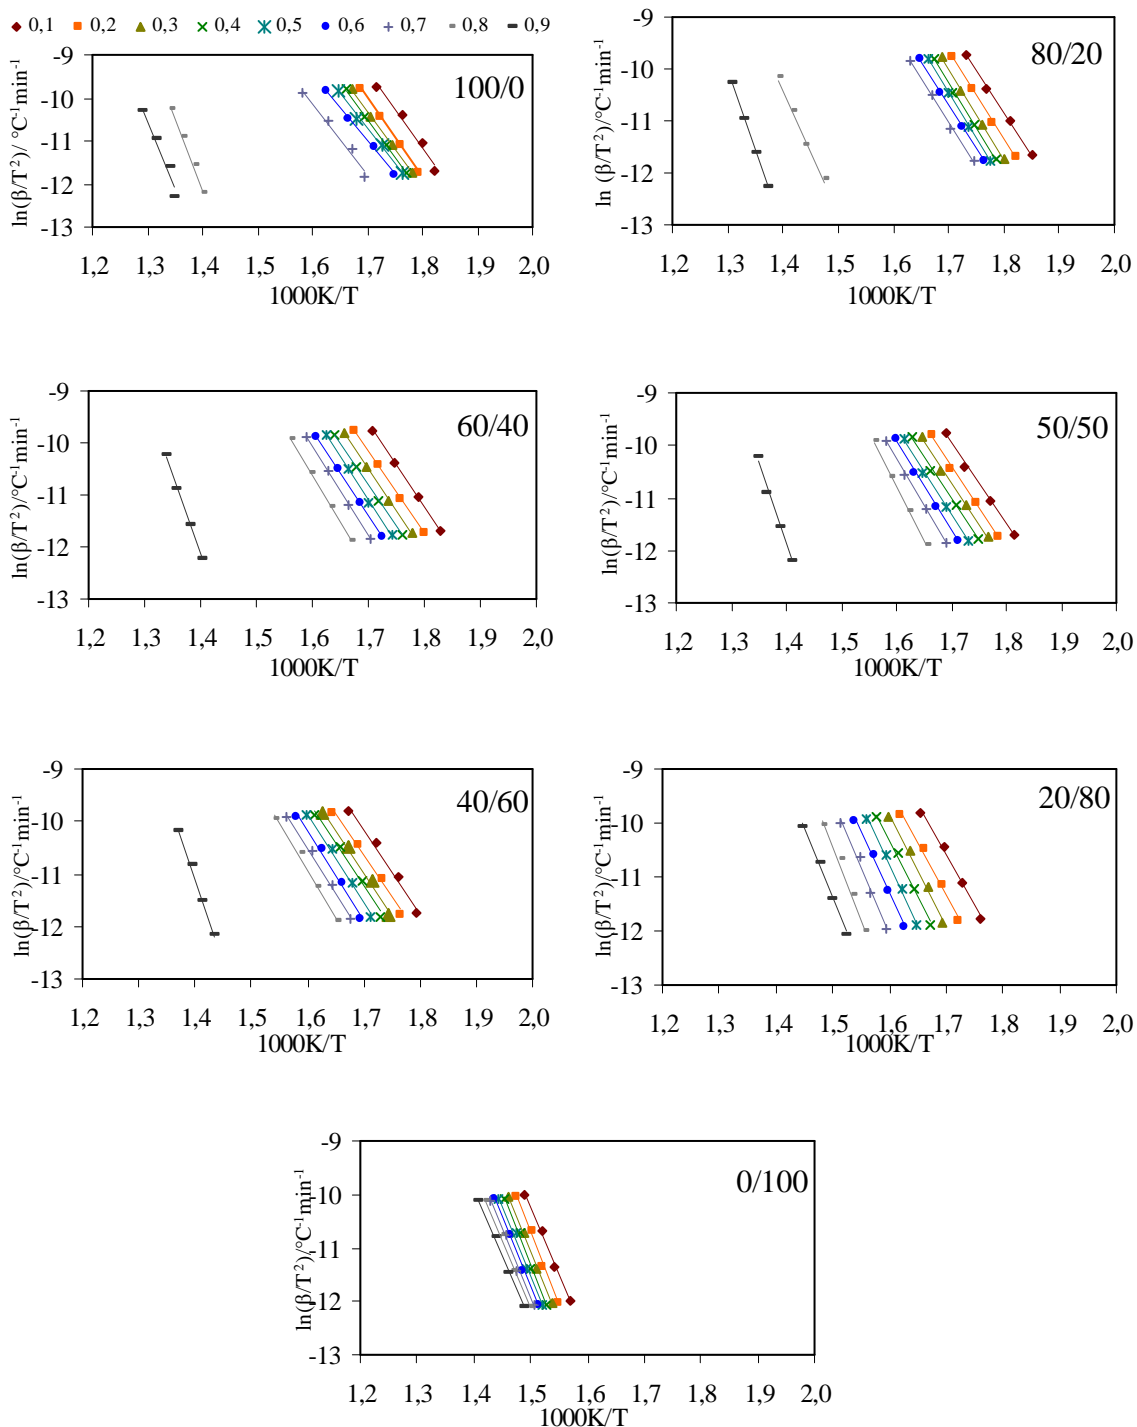 0,1 0,2 0,3 0,4 0,5 0,6 0,7 0,8 0,9
100/0
ln(β/T²)/ °C⁻¹min⁻¹
-9
-10
-11
-12
-13
1,2 1,3 1,4 1,5 1,6 1,7 1,8 1,9 2,0
1000K/T
80/20
ln (β/T²)/°C⁻¹min⁻¹
-9
-10
-11
-12
-13
1,2 1,3 1,4 1,5 1,6 1,7 1,8 1,9 2,0
1000K/T
60/40
ln(β/T²)/°C⁻¹min⁻¹
-9
-10
-11
-12
-13
1,2 1,3 1,4 1,5 1,6 1,7 1,8 1,9 2,0
1000K/T
50/50
ln(β/T²)/°C⁻¹min⁻¹
-9
-10
-11
-12
-13
1,2 1,3 1,4 1,5 1,6 1,7 1,8 1,9 2,0
1000K/T
40/60
ln(β/T²)/°C⁻¹min⁻¹
-9
-10
-11
-12
-13
1,2 1,3 1,4 1,5 1,6 1,7 1,8 1,9 2,0
1000K/T
20/80
ln(β/T²)/°C⁻¹min⁻¹
-9
-10
-11
-12
-13
1,2 1,3 1,4 1,5 1,6 1,7 1,8 1,9 2,0
1000K/T
0/100
ln(β/T²)/°C⁻¹min⁻¹
-9
-10
-11
-12
-13
1,2 1,3 1,4 1,5 1,6 1,7 1,8 1,9 2,0
1000K/T